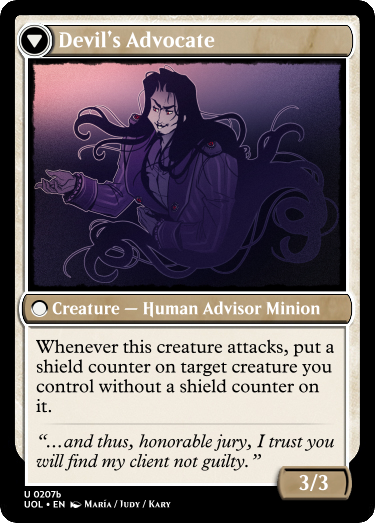 Devil's Advocate
Creature — Human Advisor Minion
Whenever this creature attacks, put a
shield counter on target creature you
control without a shield counter on
it.
“…and thus, honorable jury, I trust you
will find my client not guilty.”
3/3
U 0207b
UOL • EN María / Judy / Kary